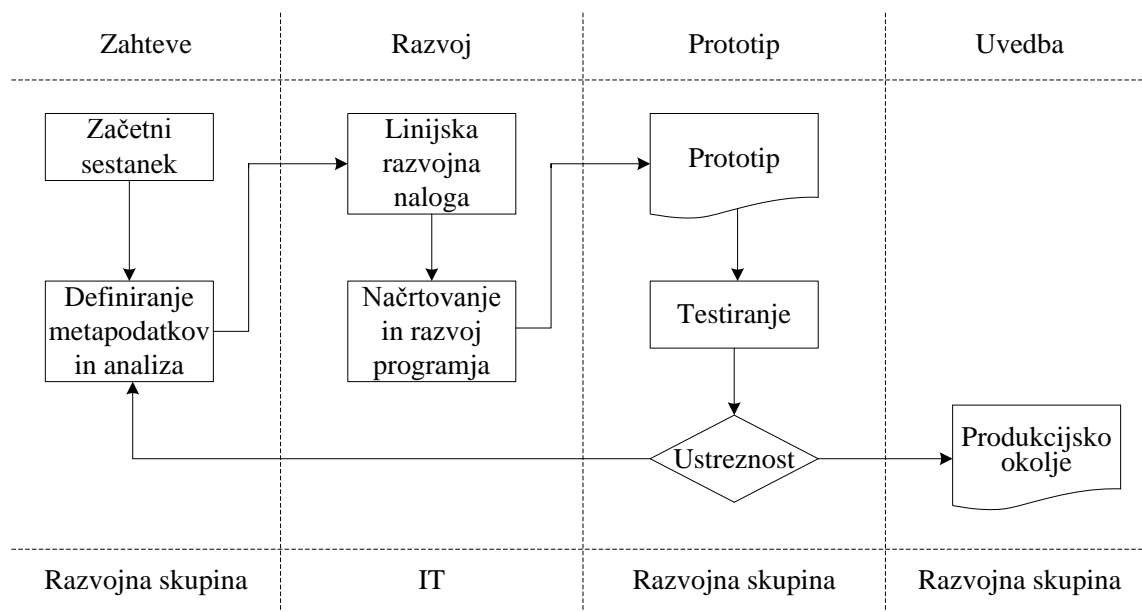 Zahteve
Razvoj
Prototip
Uvedba
Začetni
sestanek
Definiranje
metapodatkov
in analiza
Linijska
razvojna
naloga
Načrtovanje
in razvoj
programja
Prototip
Testiranje
Ustreznost
Produkcijsko
okolje
Razvojna skupina
IT
Razvojna skupina
Razvojna skupina